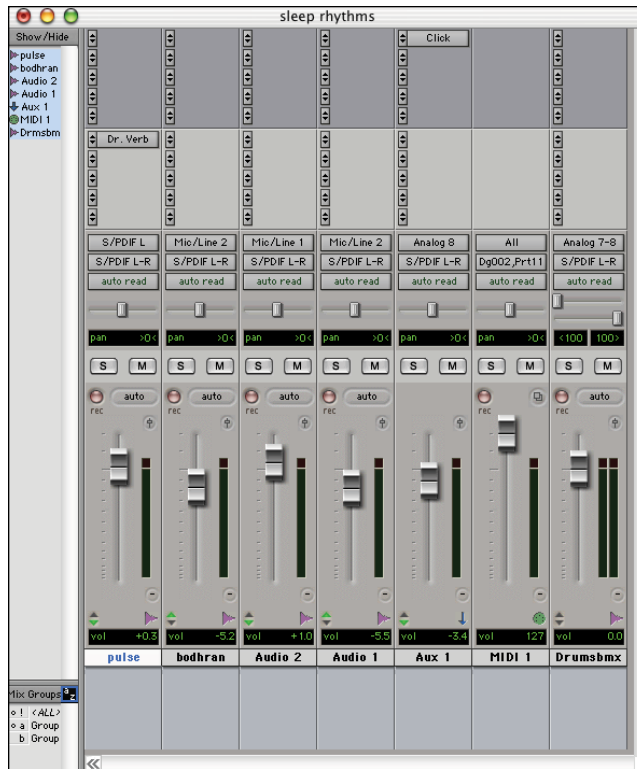 sleep rhythms
Show/Hide
pulse
bodhran
Audio 2
Audio 1
Aux 1
MIDI 1
Drmsbm
Click
Dr. Verb
S/PDIF L Mic/Line 2 Mic/Line 1 Mic/Line 2 Analog 8 All Analog 7-8
S/PDIF L-R S/PDIF L-R S/PDIF L-R S/PDIF L-R S/PDIF L-R Dg002,Prt11 S/PDIF L-R
auto read auto read auto read auto read auto read auto read auto read
pan >0< pan >0< pan >0< pan >0< pan >0< pan >0< <100 100>
S M S M S M S M S M S M S M
auto auto auto auto auto
rec rec rec rec rec rec
vol +0.3 vol -5.2 vol +1.0 vol -5.5 vol -3.4 vol 127 vol 0.0
pulse bodhran Audio 2 Audio 1 Aux 1 MIDI 1 Drumsbmx
Mix Groups a z
! <ALL>
a Group
b Group